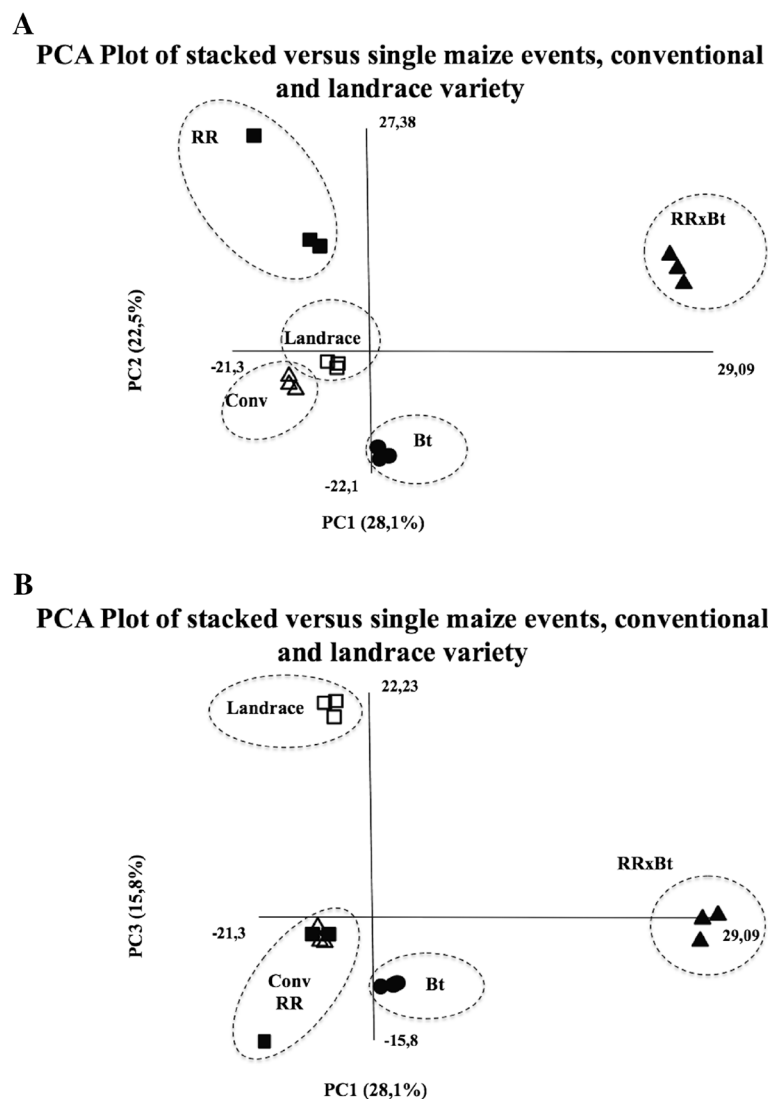 A
PCA Plot of stacked versus single maize events, conventional
and landrace variety
27,38
RR
RRxBt
PC2 (22,5%)
Landrace
-21,3
29,09
Conv
Bt
-22,1
PC1 (28,1%)
B
PCA Plot of stacked versus single maize events, conventional
and landrace variety
22,23
Landrace
PC3 (15,8%)
RRxBt
-21,3
29,09
Conv
RR
Bt
-15,8
PC1 (28,1%)